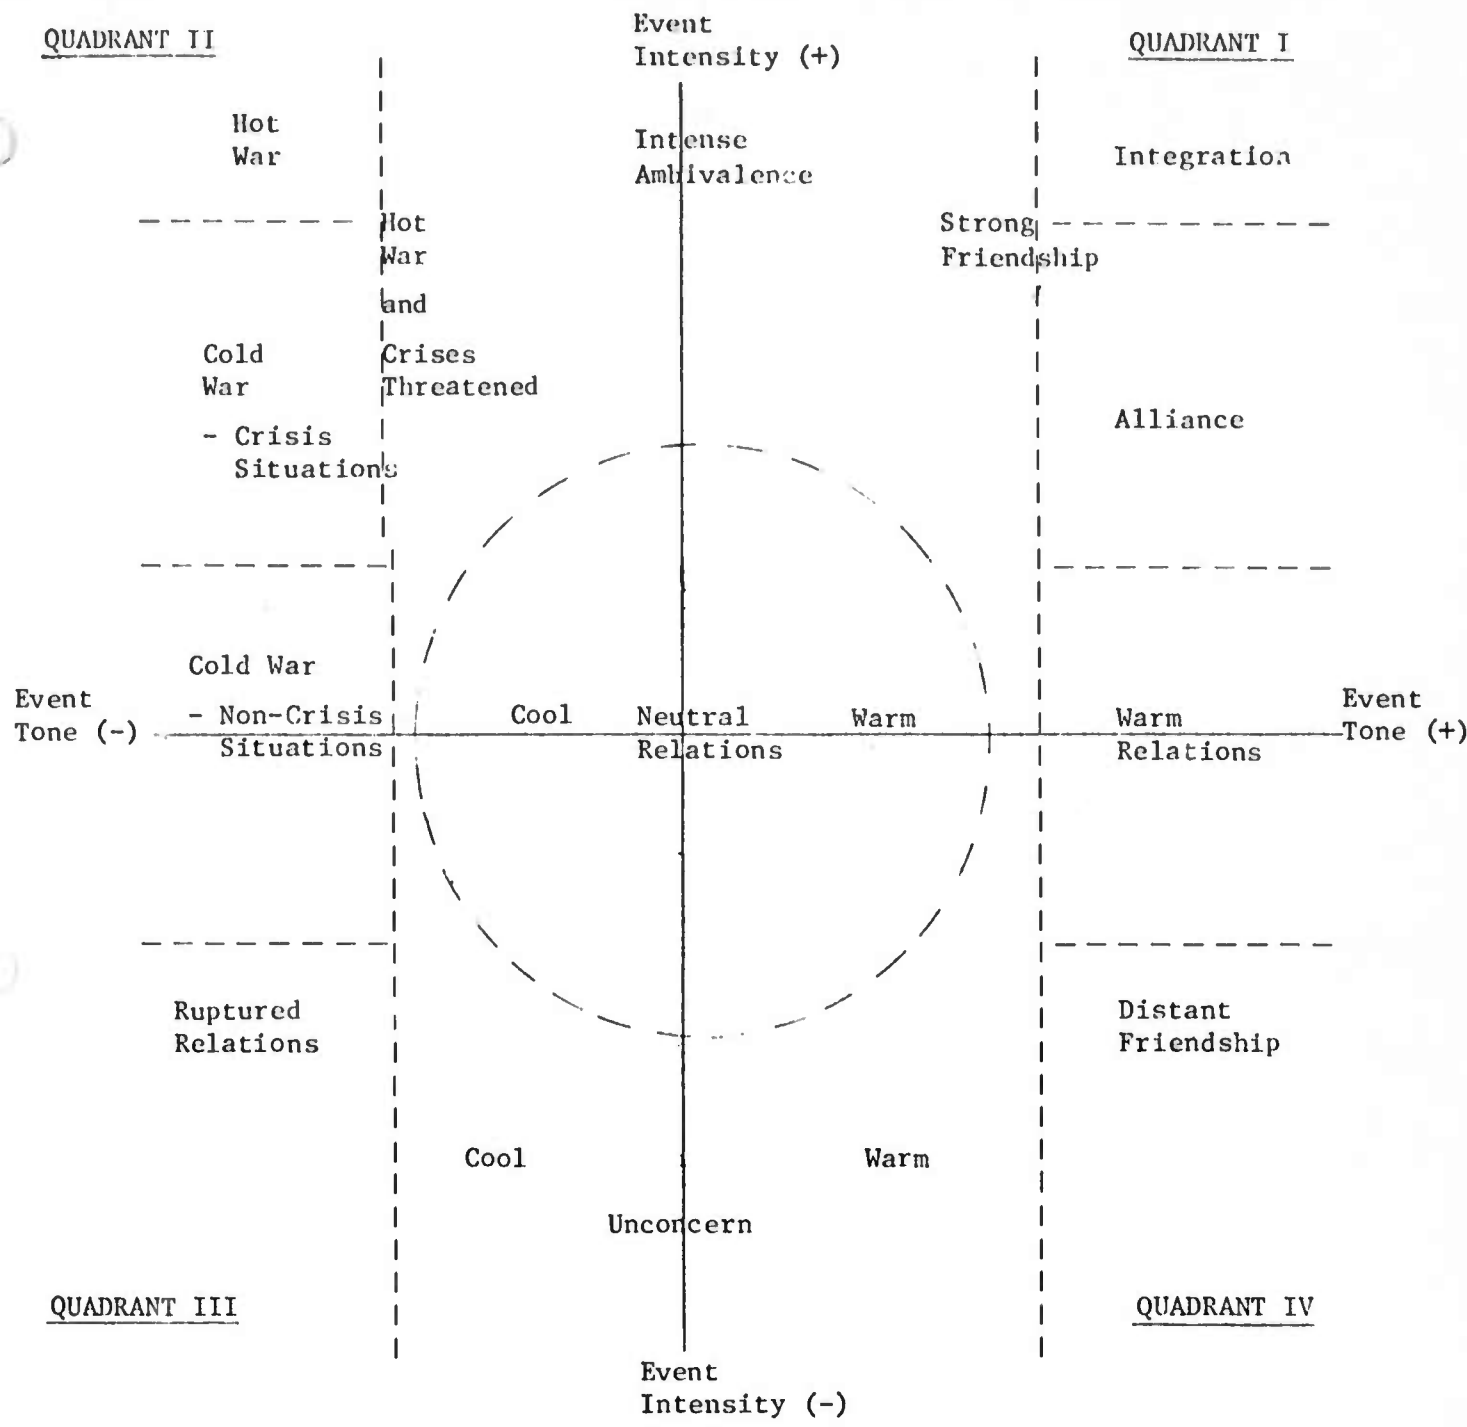 QUADRANT II
Event
Intensity (+)
QUADRANT I
Hot
War
Intense
Ambivalence
Integration
Hot
War
and
Crises
Threatened
Strong
Friendship
Cold
War
- Crisis
Situations
Alliance
Cold War
- Non-Crisis
Situations
Event
Tone (-)
Cool
Neutral
Relations
Warm
Warm
Relations
Event
Tone (+)
Ruptured
Relations
Distant
Friendship
Cool
Warm
Unconcern
QUADRANT III
QUADRANT IV
Event
Intensity (-)